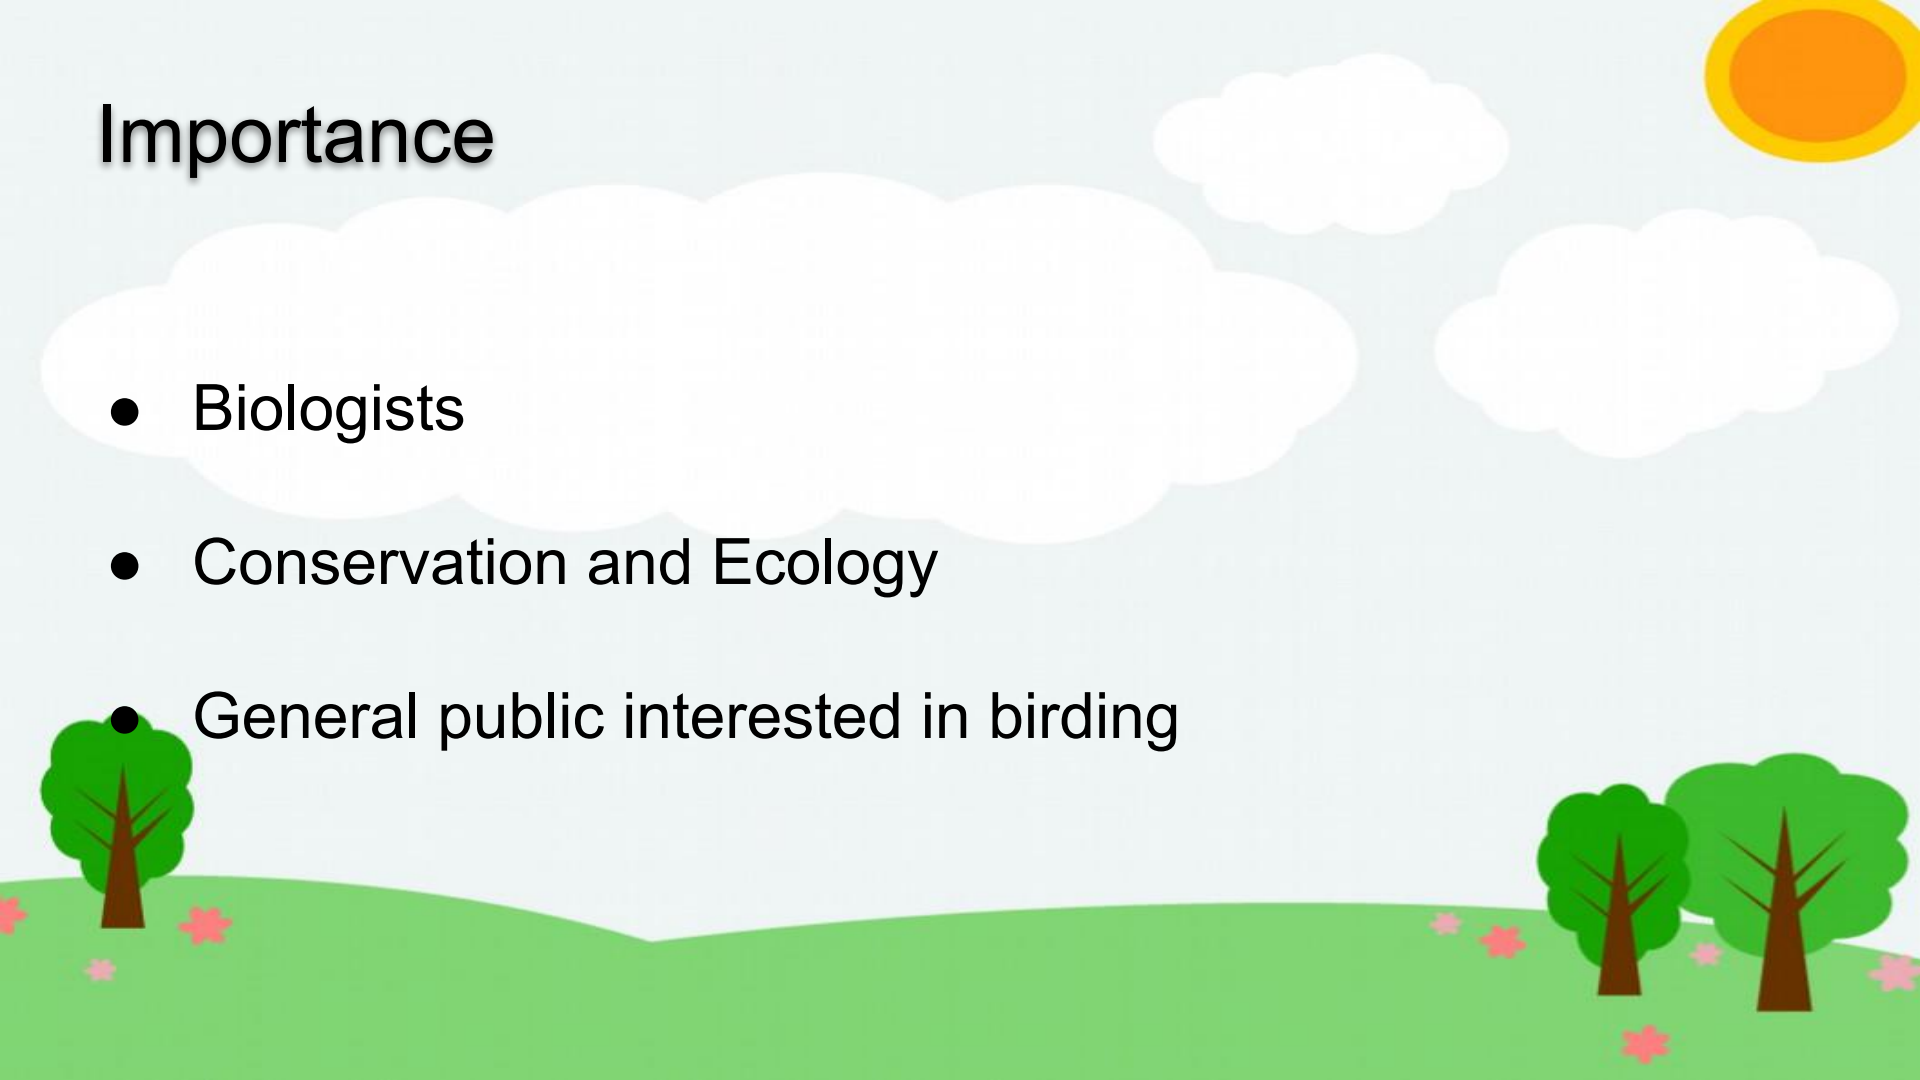 Importance
● Biologists
● Conservation and Ecology
● General public interested in birding